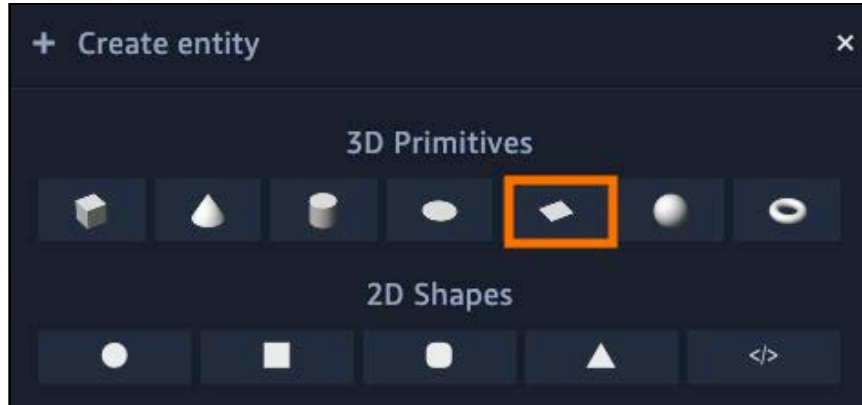 + Create entity ×
3D Primitives
2D Shapes
</>